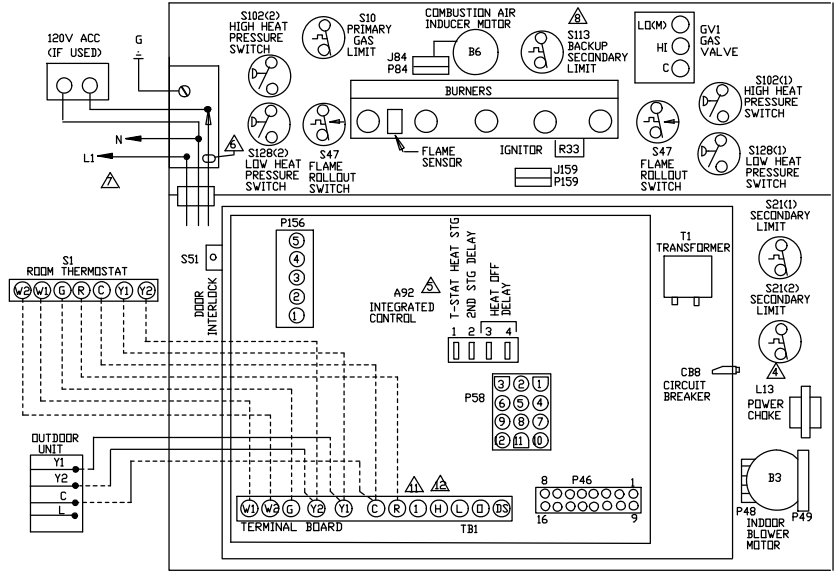 120V ACC
(IF USED)
G
S102(2)
HIGH HEAT
PRESSURE
SWITCH
S10
PRIMARY
GAS
LIMIT
COMBUSTION AIR
INDUCER MOTOR
B6
J84
P84
8
S113
BACKUP
SECONDARY
LIMIT
LO(M)
HI
C
GV1
GAS
VALVE
BURNERS
S102(1)
HIGH HEAT
PRESSURE
SWITCH
N
L1
7
6
S128(2)
LOW HEAT
PRESSURE
SWITCH
S47
FLAME
ROLLOUT
SWITCH
FLAME
SENSOR
IGNITOR
R33
J159
P159
S47
FLAME
ROLLOUT
SWITCH
S128(1)
LOW HEAT
PRESSURE
SWITCH
S21(1)
SECONDARY
LIMIT
P156
5
4
3
2
1
S51
DOOR
INTERLOCK
A92
5
INTEGRATED
CONTROL
T-STAT HEAT STG
2ND STG DELAY
HEAT OFF
DELAY
1 2 3 4
T1
TRANSFORMER
S21(2)
SECONDARY
LIMIT
4
S1
ROOM THERMOSTAT
W2 W1 G R C Y1 Y2
P58
3 2 1
6 5 4
9 8 7
12 11 10
CB8
CIRCUIT
BREAKER
L13
POWER
CHOKE
OUTDOOR
UNIT
Y1
Y2
C
L
11
12
W1 W2 G Y2 Y1 C R 1 H L O DS
TERMINAL BOARD
TB1
8 P46 1
16 9
B3
P48
P49
INDOOR
BLOWER
MOTOR